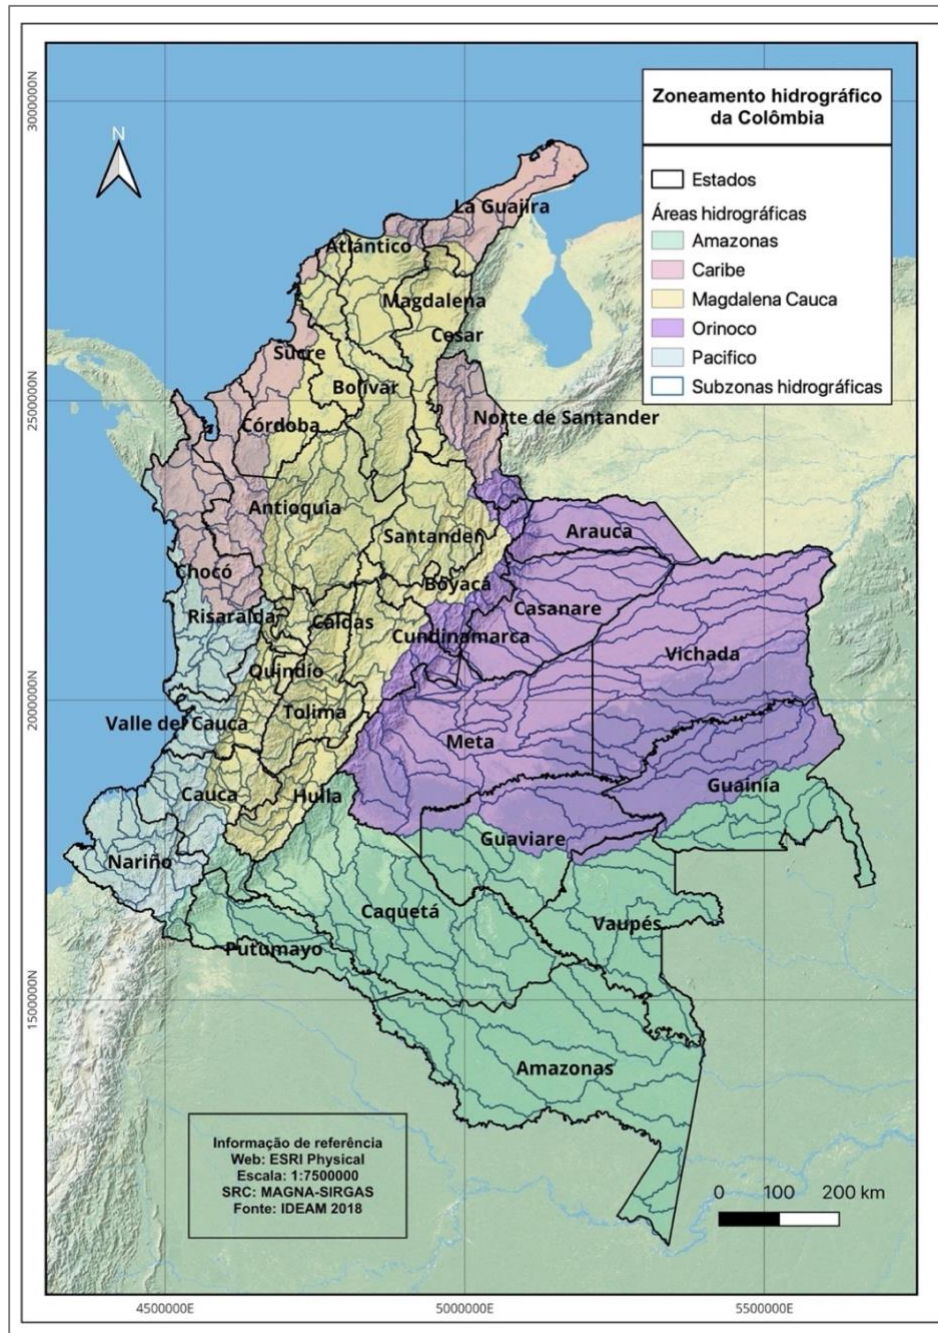 Zoneamento hidrográfico
da Colômbia
Estados
Áreas hidrográficas
Amazonas
Caribe
Magdalena Cauca
Orinoco
Pacifico
Subzonas hidrográficas
3000000N
2500000N
2000000N
1500000N
N
La Guajira
Atlántico
Magdalena
Cesar
Sucre
Bolívar
Norte de Santander
Córdoba
Antioquia
Arauca
Santander
Chocó
Boyacá
Casanare
Risaralda
Caldas
Cundinamarca
Vichada
Quindio
Tolima
Valle del Cauca
Meta
Guainía
Cauca
Hulla
Guaviare
Nariño
Caquetá
Vaupés
Putumayo
Amazonas
Informação de referência
Web: ESRI Physical
Escala: 1:7500000
SRC: MAGNA-SIRGAS
Fonte: IDEAM 2018
0 100 200 km
4500000E 5000000E 5500000E